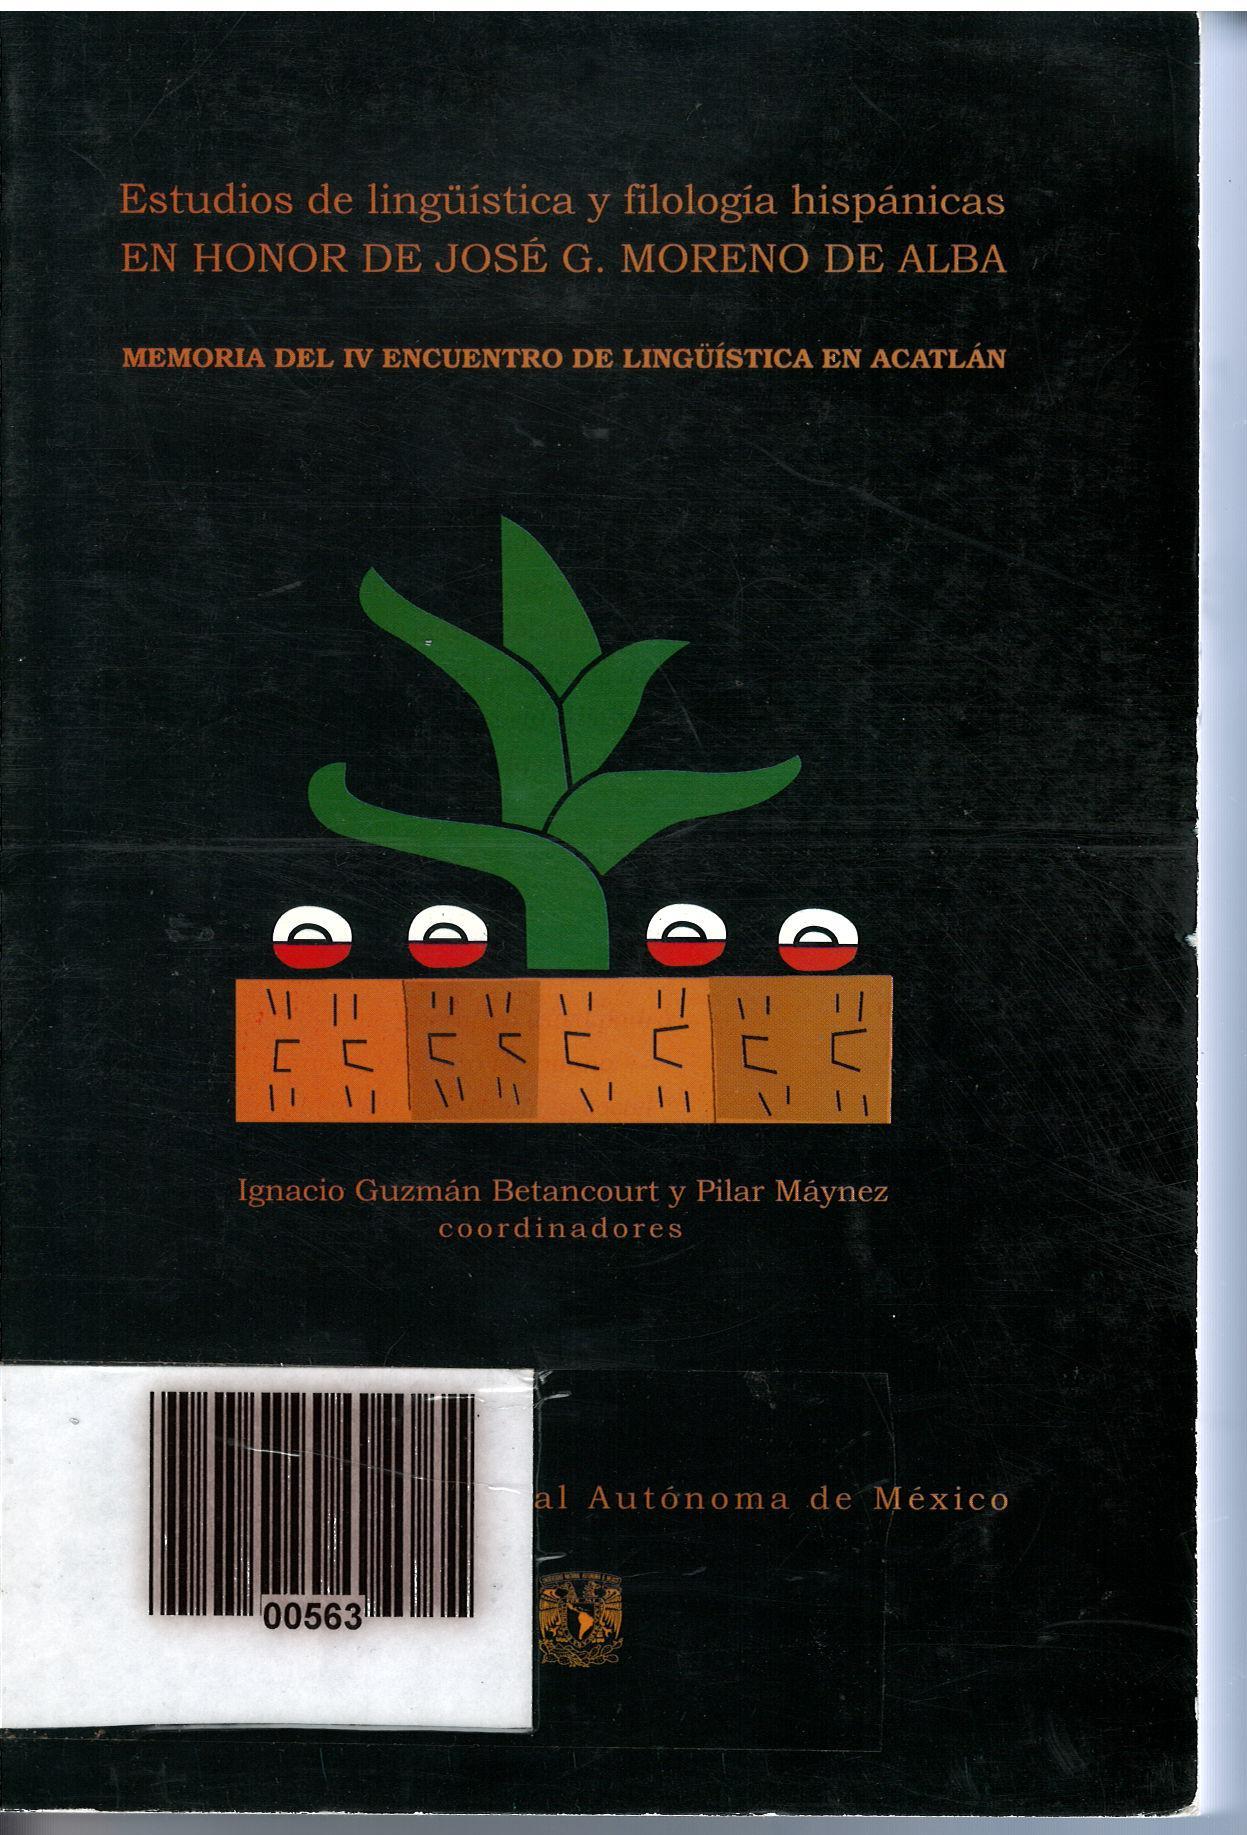 Estudios de lingüística y filología hispánicas
EN HONOR DE JOSÉ G. MORENO DE ALBA
MEMORIA DEL IV ENCUENTRO DE LINGÜÍSTICA EN ACATLÁN
Ignacio Guzmán Betancourt y Pilar Máynez
coordinadores
al Autónoma de México
00563